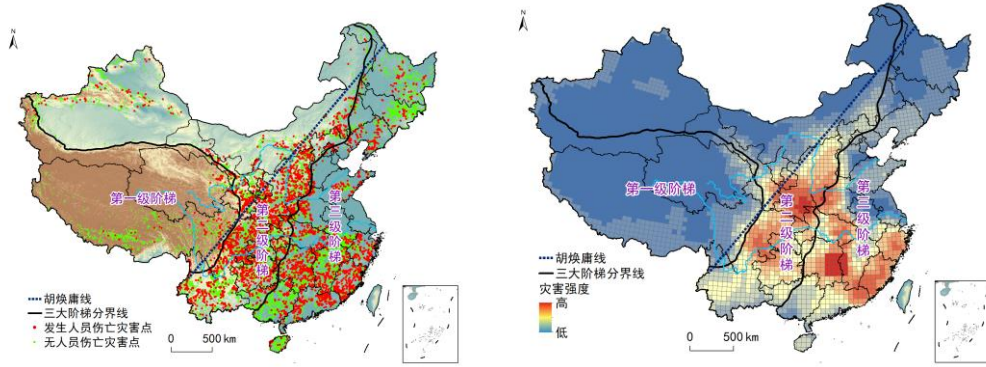 N
第一级阶梯
第二级阶梯
第三级阶梯
胡焕庸线
三大阶梯分界线
发生人员伤亡灾害点
无人员伤亡灾害点
0 500 km
N
第一级阶梯
第二级阶梯
第三级阶梯
胡焕庸线
三大阶梯分界线
灾害强度
高
低
0 500 km